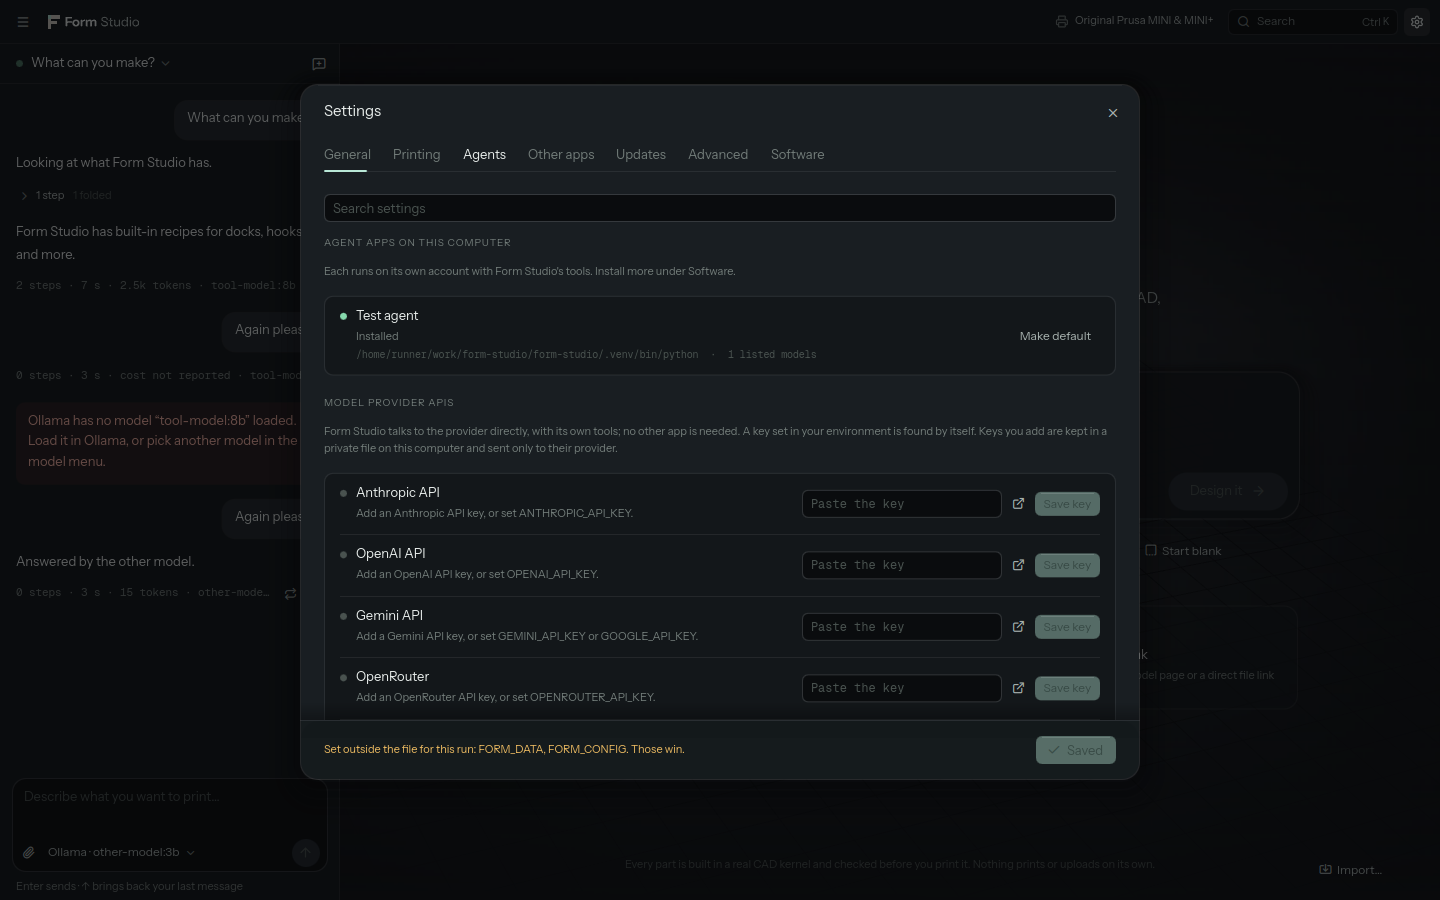 Form Studio
Original Prusa MINI & MINI+
Search
Ctrl K
What can you make?
What can you make
Looking at what Form Studio has.
1 step 1 folded
Form Studio has built-in recipes for docks, hooks
and more.
2 steps · 7 s · 2.5k tokens · tool-model:8b
Again pleas
0 steps · 3 s · cost not reported · tool-mod
Ollama has no model “tool-model:8b” loaded.
Load it in Ollama, or pick another model in the
model menu.
Again pleas
Answered by the other model.
0 steps · 3 s · 15 tokens · other-mode…
Describe what you want to print...
Ollama · other-model:3b
Enter sends · ↑ brings back your last message
Settings
General
Printing
Agents
Other apps
Updates
Advanced
Software
Search settings
AGENT APPS ON THIS COMPUTER
Each runs on its own account with Form Studio's tools. Install more under Software.
Test agent
Installed
/home/runner/work/form-studio/form-studio/.venv/bin/python · 1 listed models
Make default
MODEL PROVIDER APIS
Form Studio talks to the provider directly, with its own tools; no other app is needed. A key set in your environment is found by itself. Keys you add are kept in a
private file on this computer and sent only to their provider.
Anthropic API
Add an Anthropic API key, or set ANTHROPIC_API_KEY.
Paste the key
Save key
OpenAI API
Add an OpenAI API key, or set OPENAI_API_KEY.
Paste the key
Save key
Gemini API
Add a Gemini API key, or set GEMINI_API_KEY or GOOGLE_API_KEY.
Paste the key
Save key
OpenRouter
Add an OpenRouter API key, or set OPENROUTER_API_KEY.
Paste the key
Save key
Set outside the file for this run: FORM_DATA, FORM_CONFIG. Those win.
Saved
AD,
Design it
Start blank
nk
odel page or a direct file link
Every part is built in a real CAD kernel and checked before you print it. Nothing prints or uploads on its own.
Import...